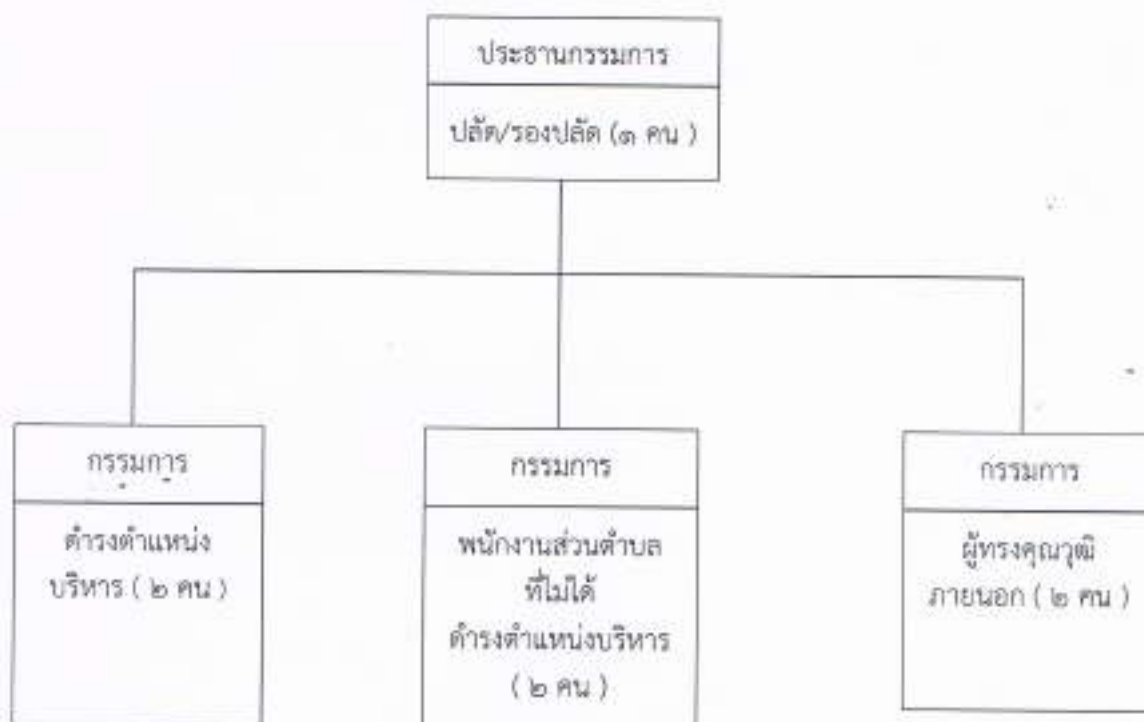 ประธานกรรมการ
ปลัด/รองปลัด (๑ คน )
กรรมการ
ดำรงตำแหน่ง
บริหาร ( ๒ คน )
กรรมการ
พนักงานส่วนตำบล
ที่ไม่ได้
ดำรงตำแหน่งบริหาร
( ๒ คน )
กรรมการ
ผู้ทรงคุณวุฒิ
ภายนอก ( ๒ คน )